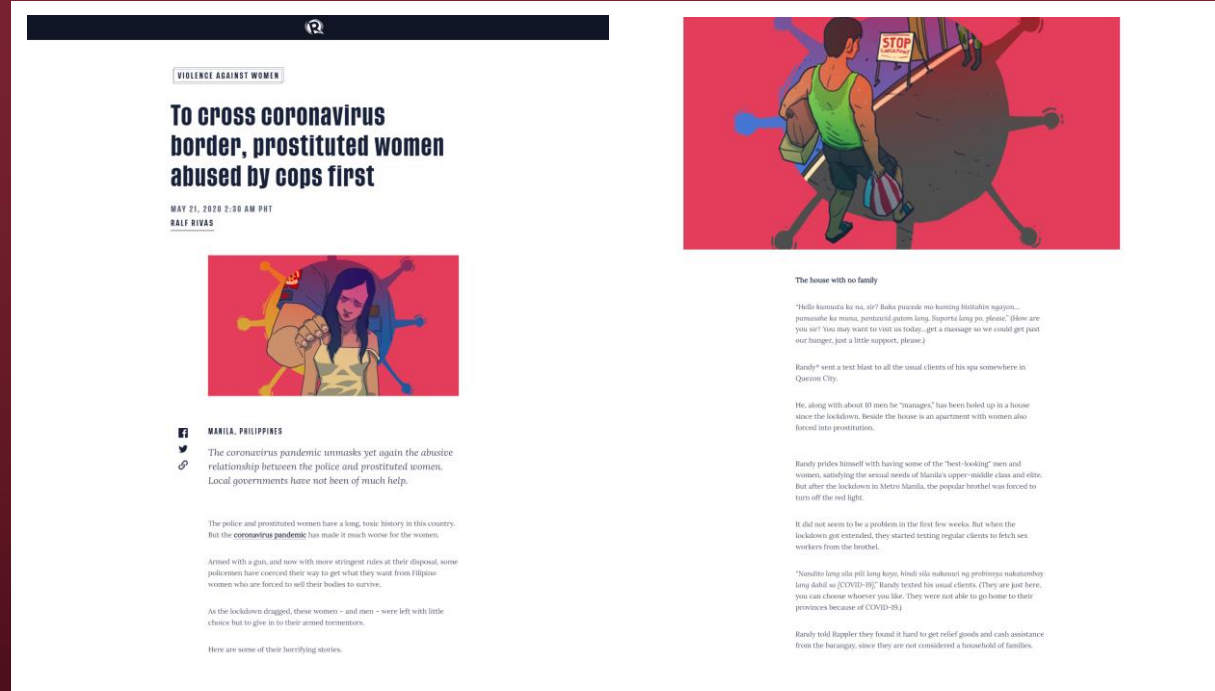 VIOLENCE AGAINST WOMEN
To cross coronavirus
border, prostituted women
abused by cops first
MAY 21, 2020 2:30 AM PHT
RALF RIVAS
MANILA, PHILIPPINES
The coronavirus pandemic unmasks yet again the abusive
relationship between the police and prostituted women.
Local governments have not been of much help.
The police and prostituted women have a long, toxic history in this country.
But the coronavirus pandemic has made it much worse for the women.
Armed with a gun, and now with more stringent rules at their disposal, some
policemen have coerced their way to get what they want from Filipino
women who are forced to sell their bodies to survive.
As the lockdown dragged, these women – and men – were left with little
choice but to give in to their armed tormentors.
Here are some of their horrifying stories.
STOP
CHECKPOINT
The house with no family
"Hello kumusta ka na, sir? Baka puwede mo kaming bisitahin ngayon...
pamasahe ka muna, pantawid gutom lang. Suporta lang po, please." (How are
you sir? You may want to visit us today...get a massage so we could get past
our hunger, just a little support, please.)
Randy* sent a text blast to all the usual clients of his spa somewhere in
Quezon City.
He, along with about 10 men he "manages," has been holed up in a house
since the lockdown. Beside the house is an apartment with women also
forced into prostitution.
Randy prides himself with having some of the "best-looking" men and
women, satisfying the sexual needs of Manila's upper-middle class and elite.
But after the lockdown in Metro Manila, the popular brothel was forced to
turn off the red light.
It did not seem to be a problem in the first few weeks. But when the
lockdown got extended, they started texting regular clients to fetch sex
workers from the brothel.
"Nandito lang sila pili lang kayo, hindi sila nakauwi ng probinsya nakatambay
lang dahil sa [COVID-19]," Randy texted his usual clients. (They are just here,
you can choose whoever you like. They were not able to go home to their
provinces because of COVID-19.)
Randy told Rappler they found it hard to get relief goods and cash assistance
from the barangay, since they are not considered a household of families.